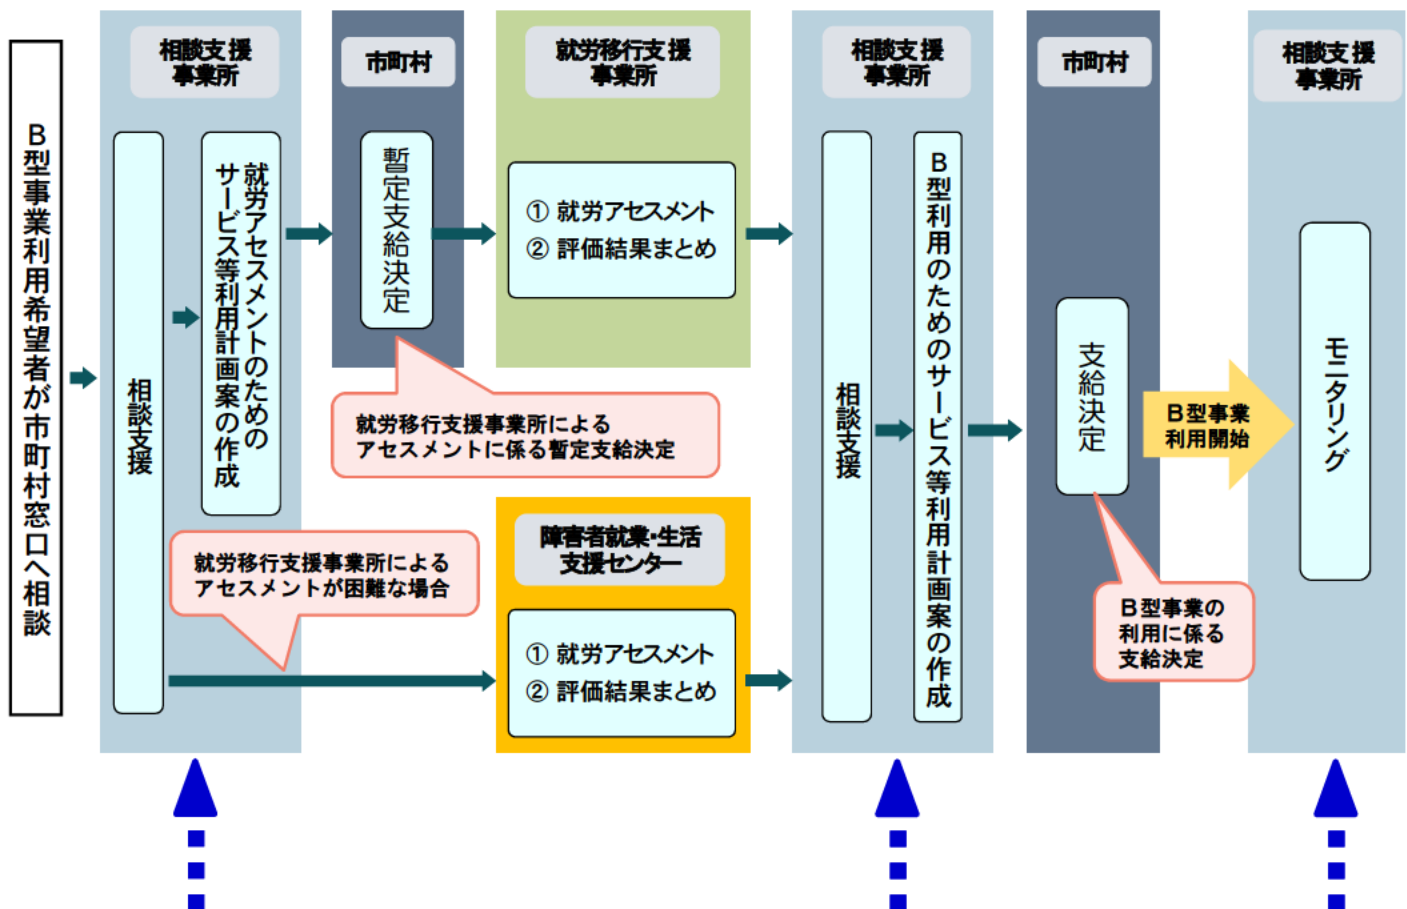 B型事業利用希望者が市町村窓口へ相談
相談支援
事業所
相談支援
就労アセスメントのための
サービス等利用計画案の作成
市町村
暫定支給決定
就労移行支援事業所による
アセスメントに係る暫定支給決定
就労移行支援
事業所
① 就労アセスメント
② 評価結果まとめ
就労移行支援事業所による
アセスメントが困難な場合
障害者就業・生活
支援センター
① 就労アセスメント
② 評価結果まとめ
相談支援
事業所
相談支援
B型利用のためのサービス等利用計画案の作成
市町村
支給決定
B型事業の
利用に係る
支給決定
B型事業
利用開始
相談支援
事業所
モニタリング